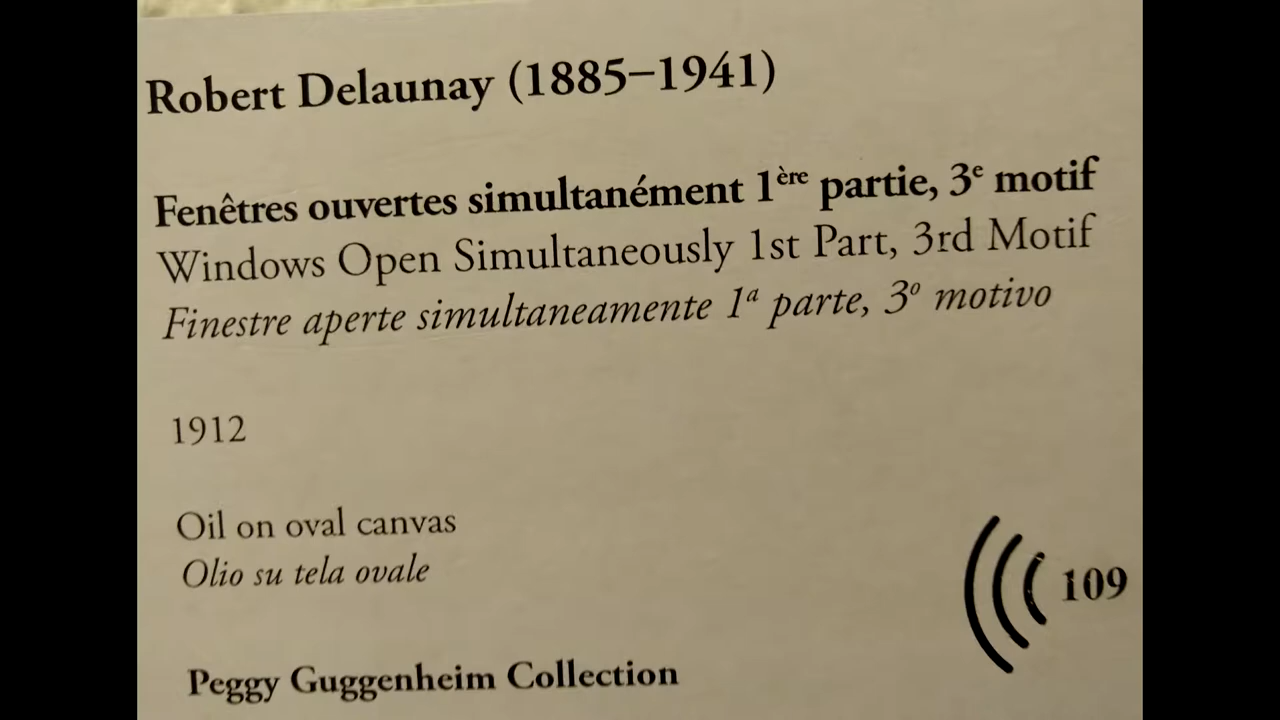 Robert Delaunay (1885–1941)
Fenêtres ouvertes simultanément 1ère partie, 3e motif
Windows Open Simultaneously 1st Part, 3rd Motif
Finestre aperte simultaneamente 1a parte, 3o motivo
1912
Oil on oval canvas
Olio su tela ovale
109
Peggy Guggenheim Collection